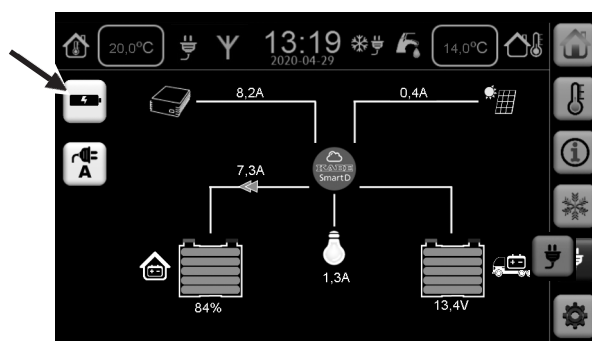 20,0°C
13:19
2020-04-29
14,0°C
8,2A
0,4A
A
7,3A
KABE
SmartD
1,3A
84%
13,4V